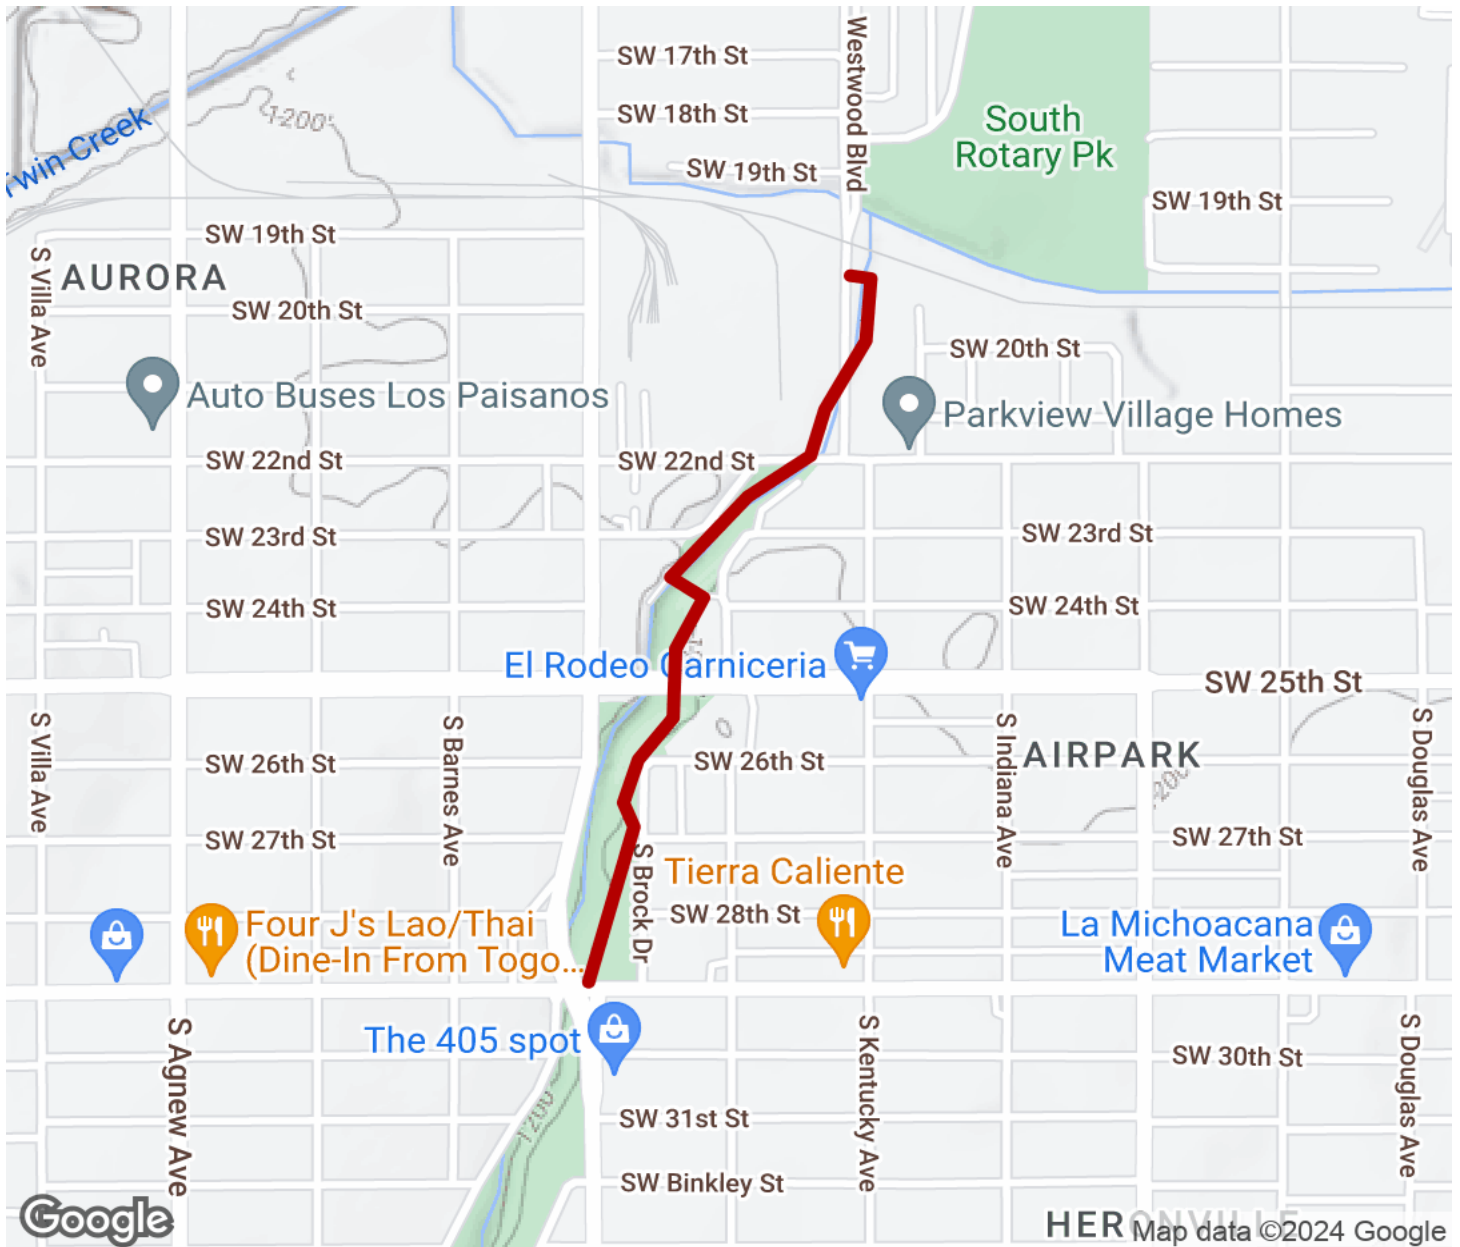 SW 17th St
Westwood Blvd
Twin Creek
1200'
SW 18th St
South
Rotary Pk
SW 19th St
SW 19th St
SW 19th St
S Villa Ave
AURORA
SW 20th St
SW 20th St
Auto Buses Los Paisanos
Parkview Village Homes
SW 22nd St
SW 22nd St
SW 23rd St
SW 23rd St
SW 24th St
SW 24th St
El Rodeo Carniceria
SW 25th St
S Villa Ave
S Barnes Ave
S Indiana Ave
S Douglas Ave
AIRPARK
SW 26th St
SW 26th St
SW 27th St
SW 27th St
S Brock Dr
Tierra Caliente
SW 28th St
Four J's Lao/Thai
(Dine-In From Togo...
La Michoacana
Meat Market
S Agnew Ave
The 405 spot
S Kentucky Ave
SW 30th St
S Douglas Ave
1200
SW 31st St
SW Binkley St
Google
HERONVILLE
Map data ©2024 Google